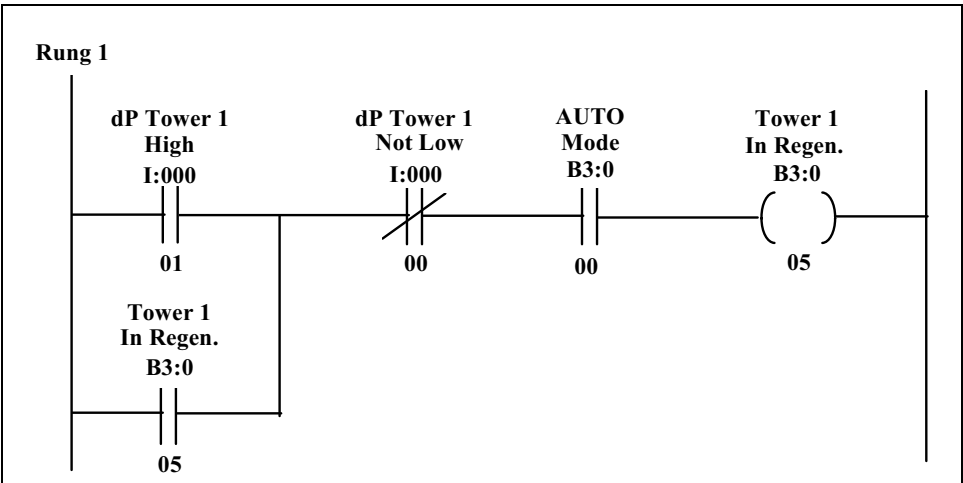 Rung 1
dP Tower 1
High
I:000
01
dP Tower 1
Not Low
I:000
00
AUTO
Mode
B3:0
00
Tower 1
In Regen.
B3:0
05
Tower 1
In Regen.
B3:0
05